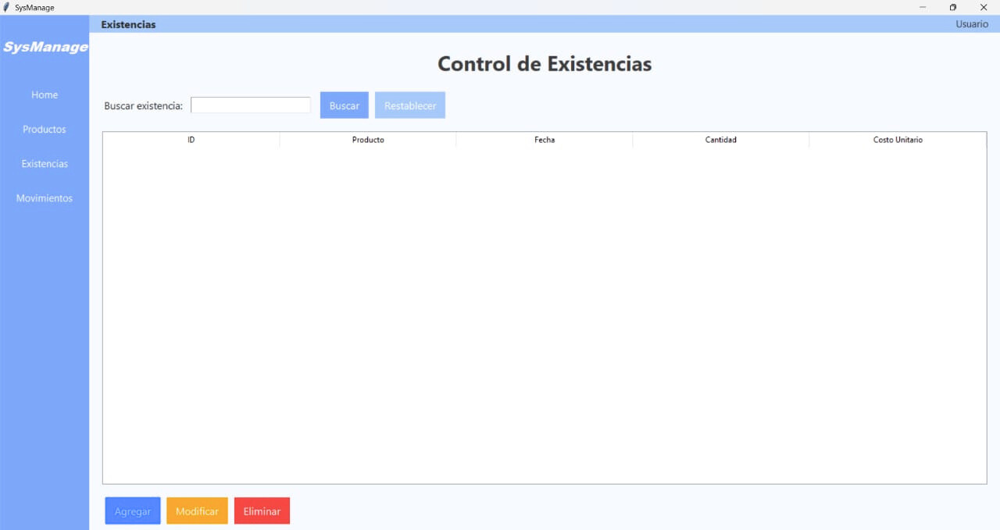 SysManage
Existencias
Usuario
SysManage
Home
Productos
Existencias
Movimientos
Control de Existencias
Buscar existencia:
Buscar
Restablecer
ID Producto Fecha Cantidad Costo Unitario
Agregar Modificar Eliminar